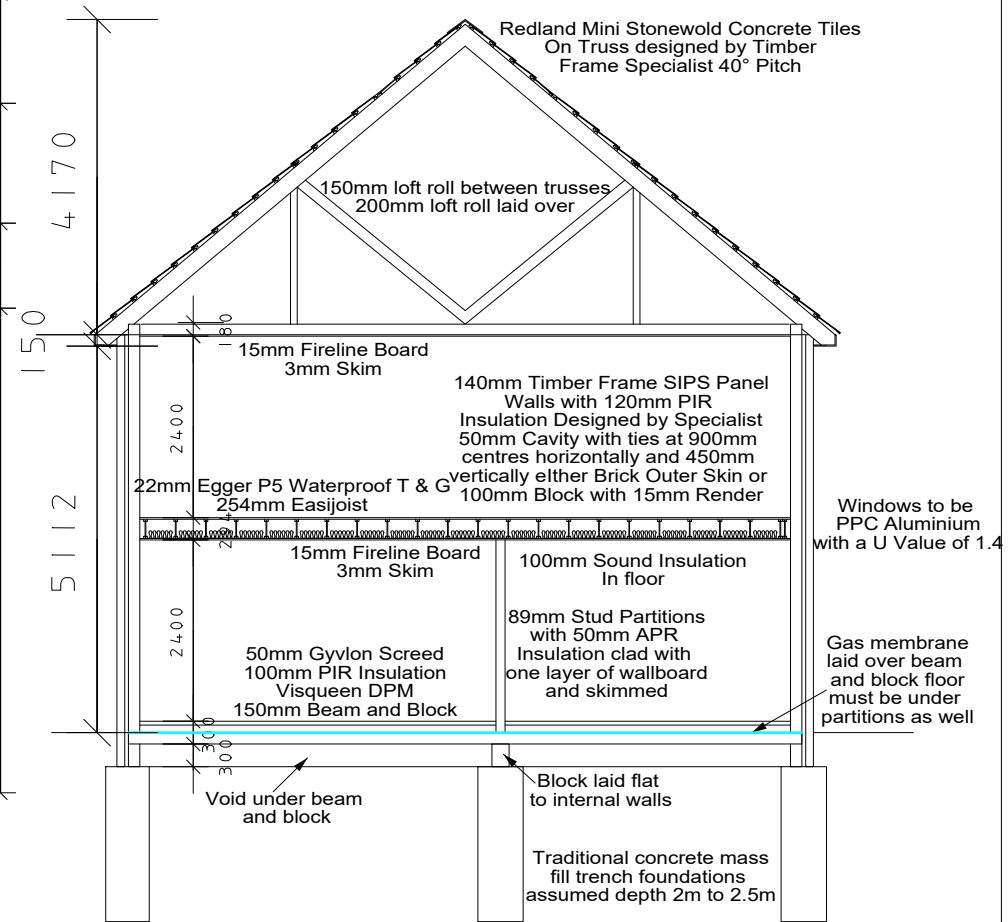 Redland Mini Stonewold Concrete Tiles
On Truss designed by Timber
Frame Specialist 40° Pitch
4170
150mm loft roll between trusses
200mm loft roll laid over
150
180
15mm Fireline Board
3mm Skim
2400
140mm Timber Frame SIPS Panel
Walls with 120mm PIR
Insulation Designed by Specialist
50mm Cavity with ties at 900mm
centres horizontally and 450mm
vertically eIther Brick Outer Skin or
100mm Block with 15mm Render
22mm Egger P5 Waterproof T & G
254mm Easijoist
5112
Windows to be
PPC Aluminium
with a U Value of 1.4
15mm Fireline Board
3mm Skim
100mm Sound Insulation
In floor
2400
89mm Stud Partitions
with 50mm APR
Insulation clad with
one layer of wallboard
and skimmed
50mm Gyvlon Screed
100mm PIR Insulation
Visqueen DPM
150mm Beam and Block
Gas membrane
laid over beam
and block floor
must be under
partitions as well
300
300
Void under beam
and block
Block laid flat
to internal walls
Traditional concrete mass
fill trench foundations
assumed depth 2m to 2.5m